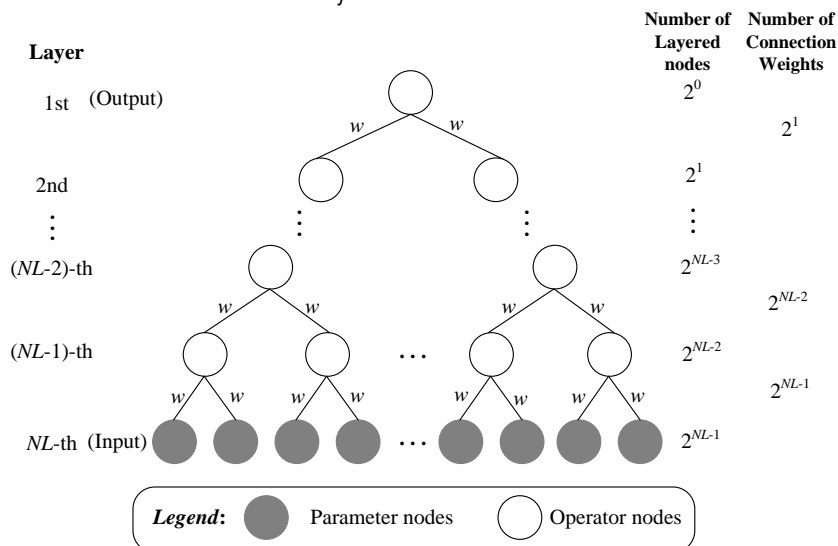 Number of Layered nodes
Number of Connection Weights
Layer
1st (Output)
2^0
w w
2^1
2nd
2^1
⋮ ⋮ ⋮ ⋮
(NL-2)-th
2^{NL-3}
w w w w
2^{NL-2}
(NL-1)-th
…
2^{NL-2}
w w w w w w w w
2^{NL-1}
NL-th (Input)
…
2^{NL-1}
Legend: Parameter nodes Operator nodes